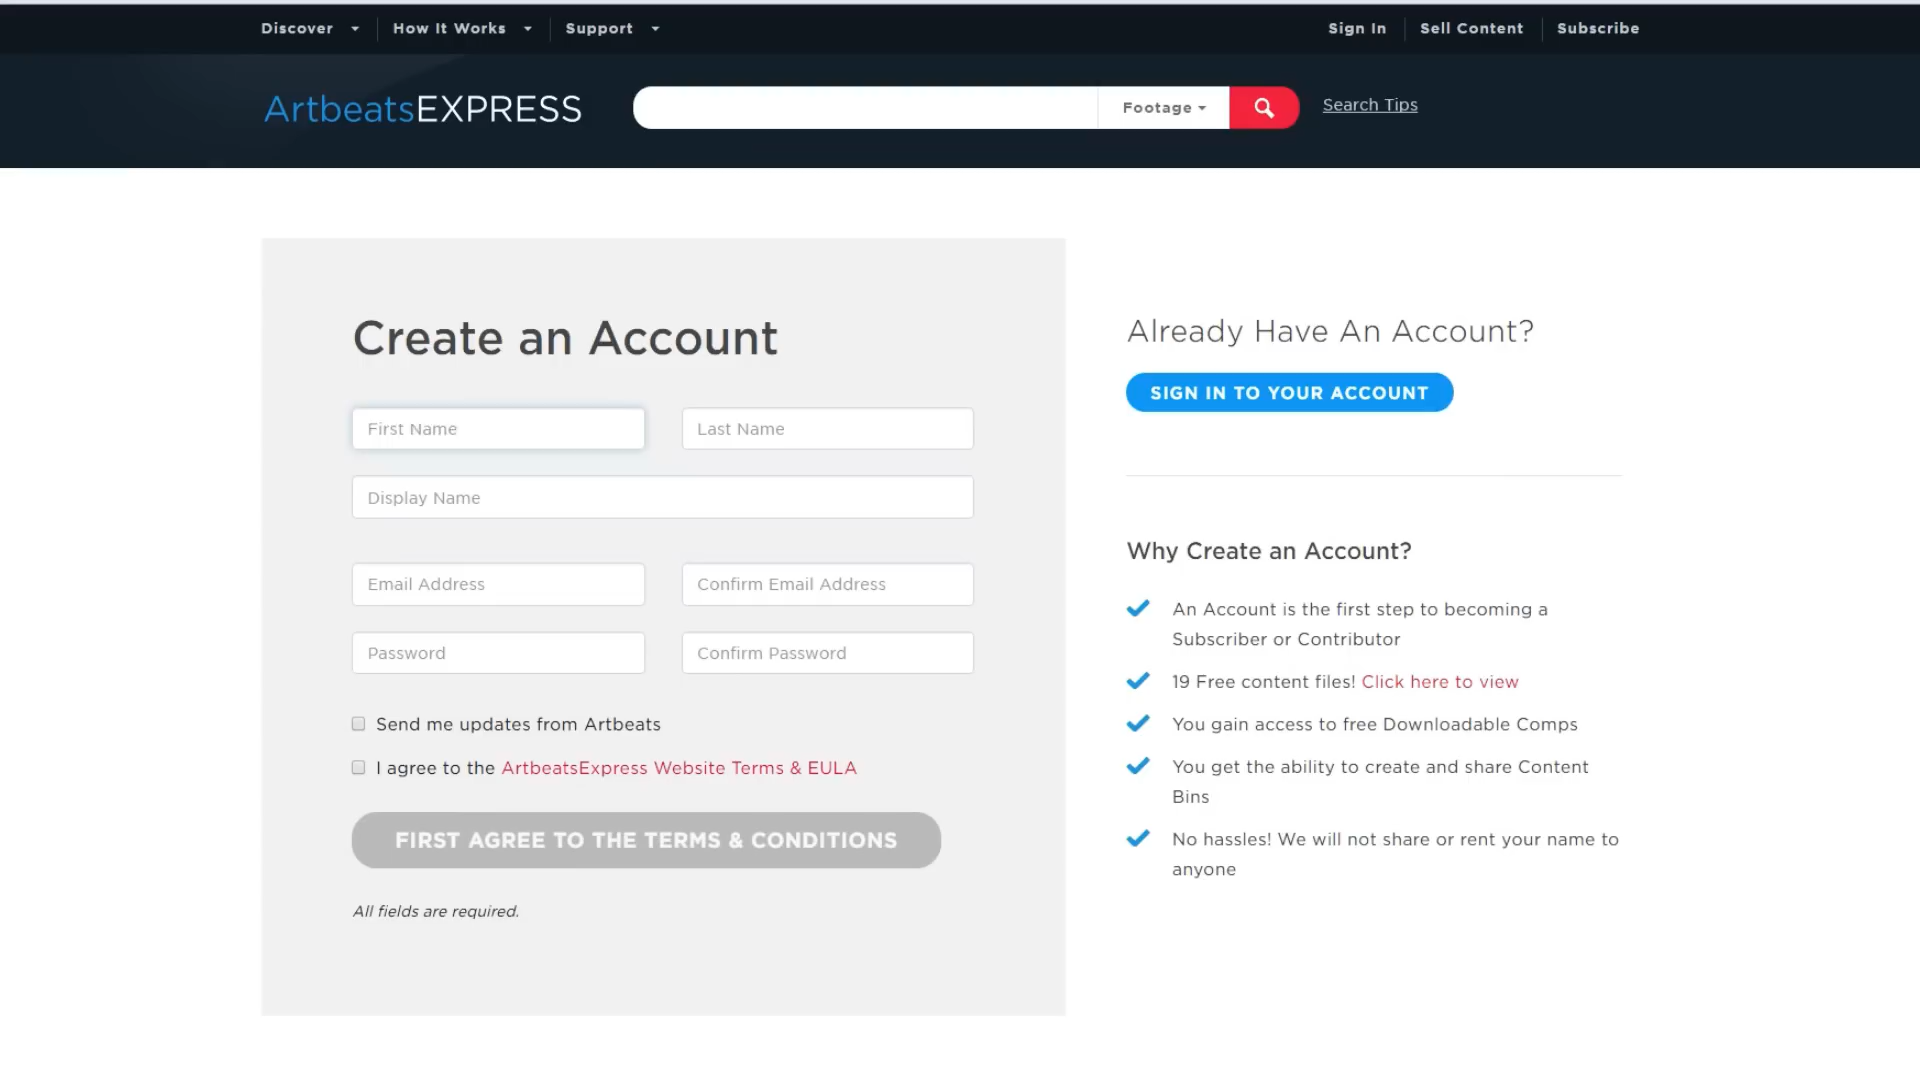 Discover
How It Works
Support
Sign In
Sell Content
Subscribe
ArtbeatsEXPRESS
Footage
Search Tips
Create an Account
First Name
Last Name
Display Name
Email Address
Confirm Email Address
Password
Confirm Password
Send me updates from Artbeats
I agree to the ArtbeatsExpress Website Terms & EULA
FIRST AGREE TO THE TERMS & CONDITIONS
All fields are required.
Already Have An Account?
SIGN IN TO YOUR ACCOUNT
Why Create an Account?
An Account is the first step to becoming a
Subscriber or Contributor
19 Free content files! Click here to view
You gain access to free Downloadable Comps
You get the ability to create and share Content
Bins
No hassles! We will not share or rent your name to
anyone